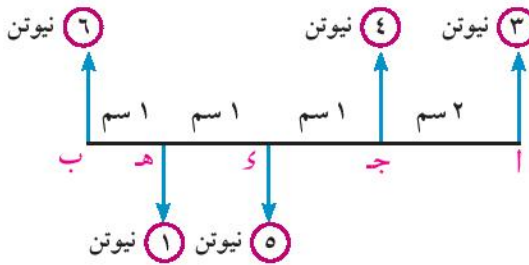 ٣ نيوتن ٤ نيوتن ٦ نيوتن
٢ سم ١ سم ١ سم ١ سم
أ جـ ء هـ ب
٥ نيوتن ١ نيوتن